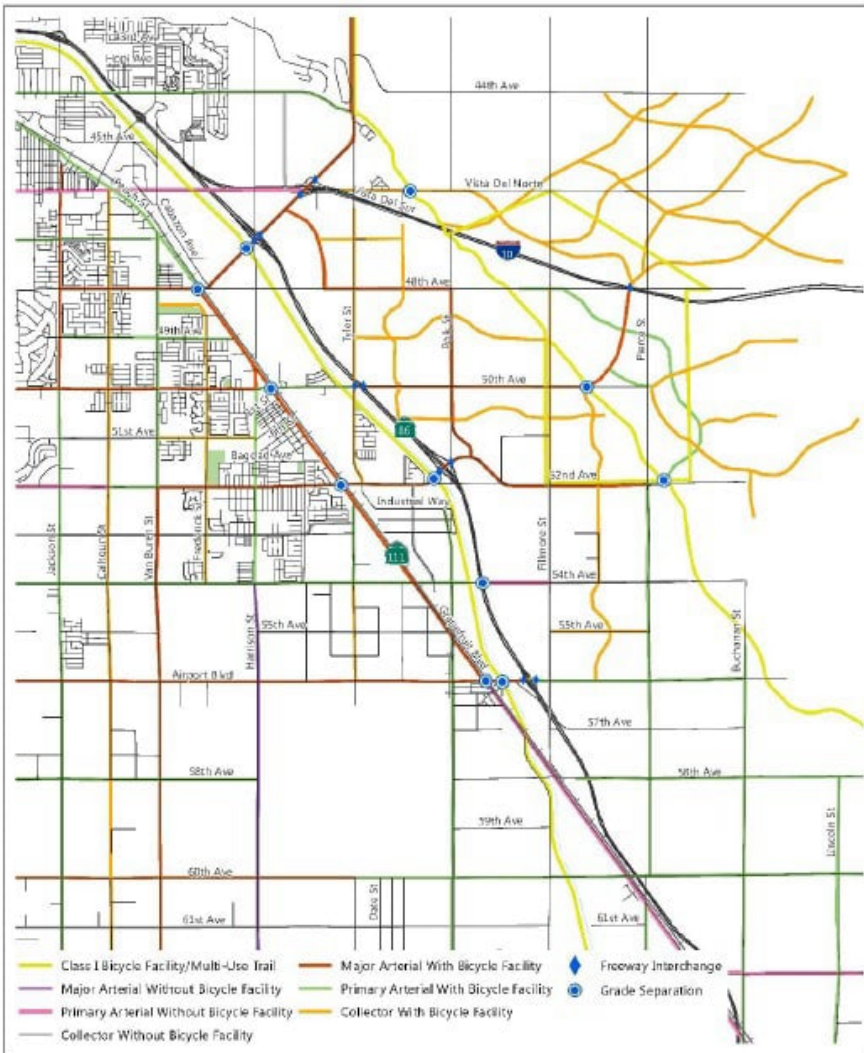 44th Ave
45th Ave
Vista Del Norte
Vista Del Sur
Cabazon Ave
10
48th Ave
49th Ave
Tyler St
Polk St
Pierce St
50th Ave
86
51st Ave
Bagdad Ave
52nd Ave
Industrial Way
Jackson St
Calhoun St
Van Buren St
Frederick St
Fillmore St
111
54th Ave
Harrison St
55th Ave
Grapefruit Blvd
55th Ave
Buchanan St
Airport Blvd
57th Ave
58th Ave
58th Ave
59th Ave
Lincoln St
60th Ave
Date St
61st Ave
61st Ave
Class I Bicycle Facility/Multi-Use Trail
Major Arterial With Bicycle Facility
Freeway Interchange
Major Arterial Without Bicycle Facility
Primary Arterial With Bicycle Facility
Grade Separation
Primary Arterial Without Bicycle Facility
Collector With Bicycle Facility
Collector Without Bicycle Facility